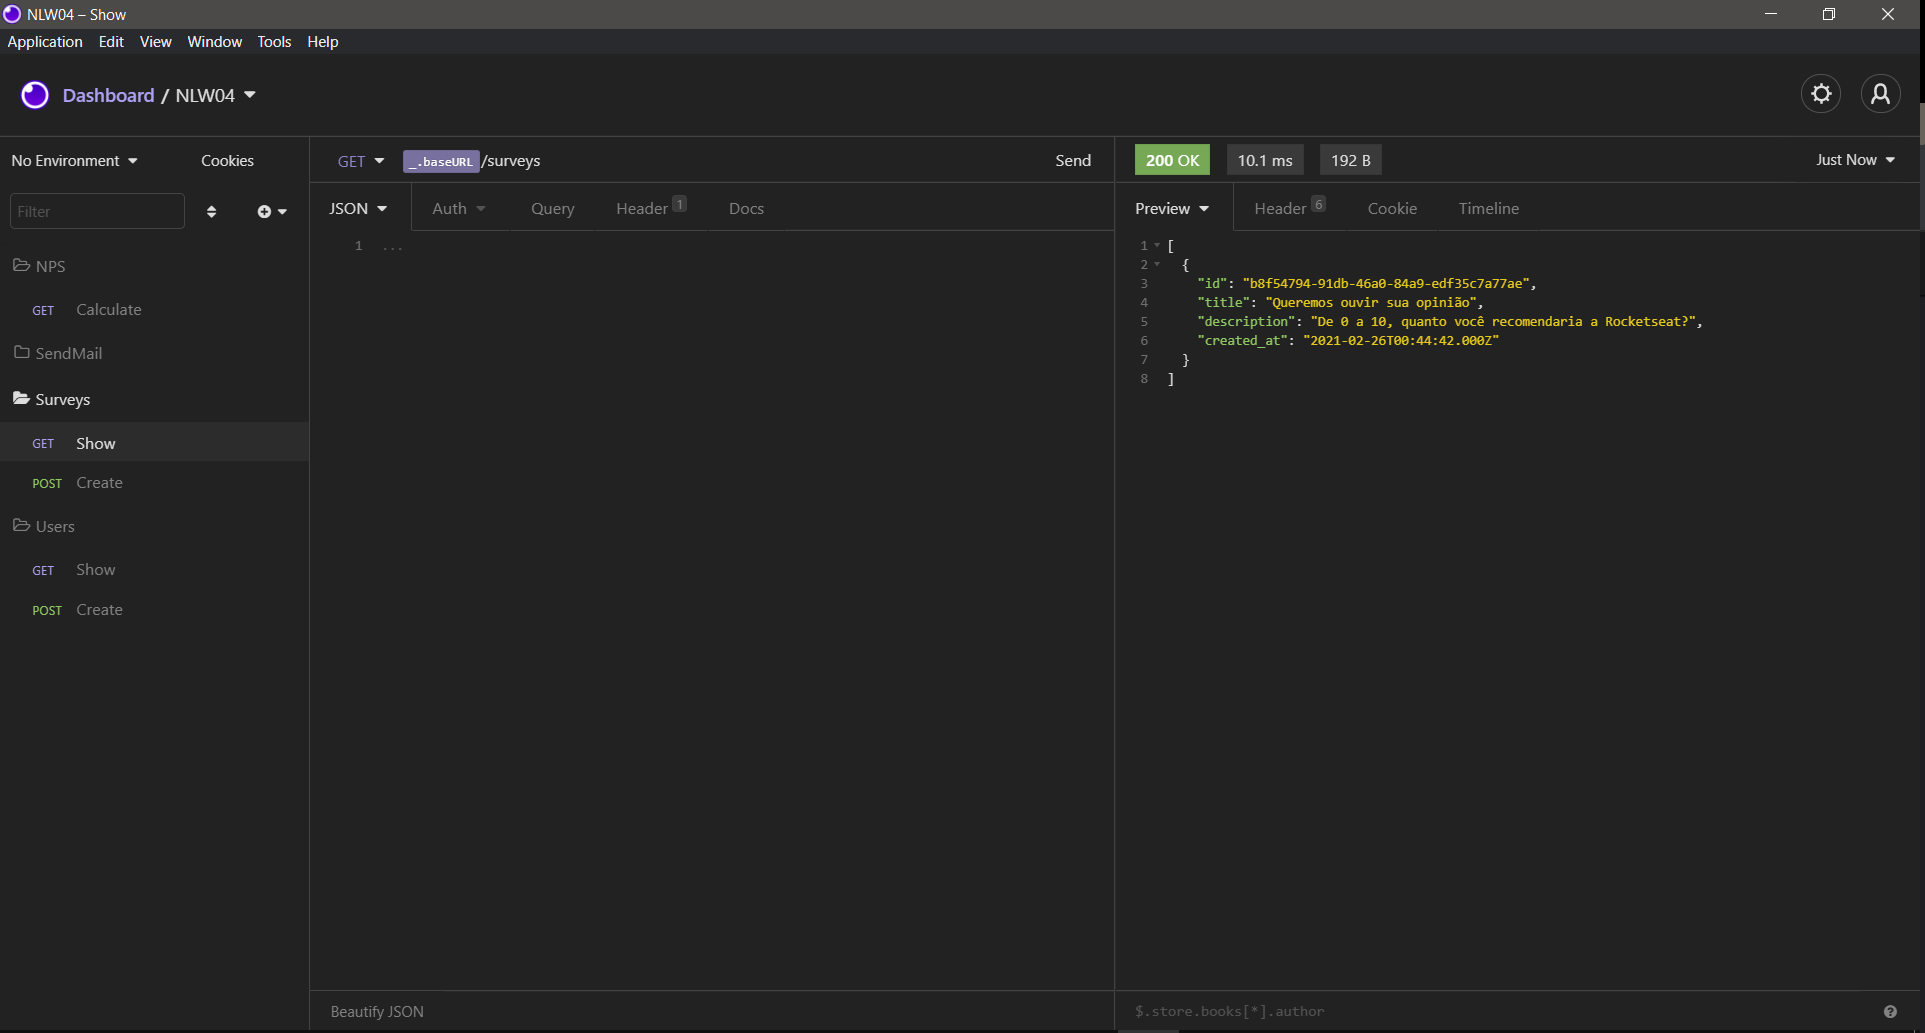 NLW04 – Show
Application Edit View Window Tools Help
Dashboard / NLW04
No Environment Cookies
Filter
NPS
GET Calculate
SendMail
Surveys
GET Show
POST Create
Users
GET Show
POST Create
GET _.baseURL /surveys Send
JSON Auth Query Header 1 Docs
1 ...
Beautify JSON
200 OK 10.1 ms 192 B Just Now
Preview Header 6 Cookie Timeline
1 [
2 {
3 "id": "b8f54794-91db-46a0-84a9-edf35c7a77ae",
4 "title": "Queremos ouvir sua opinião",
5 "description": "De 0 a 10, quanto você recomendaria a Rocketseat?",
6 "created_at": "2021-02-26T00:44:42.000Z"
7 }
8 ]
$.store.books[*].author
?